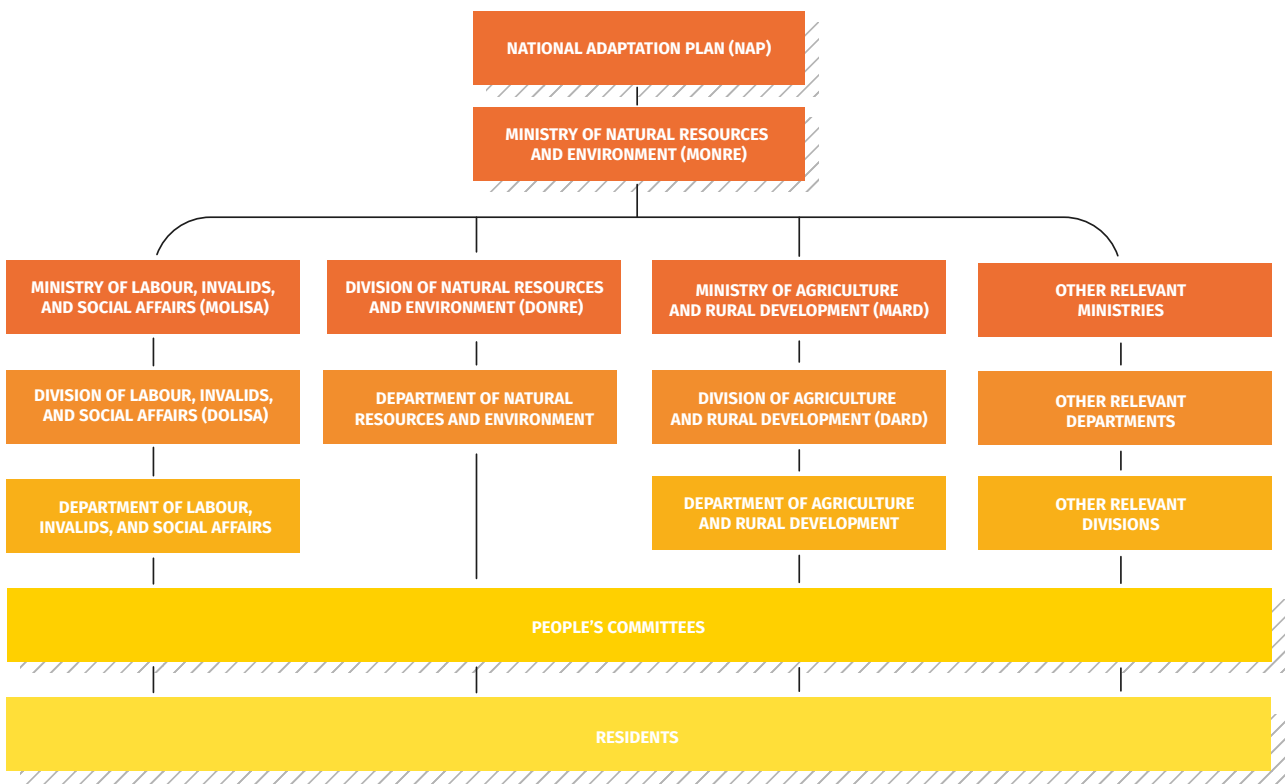 NATIONAL ADAPTATION PLAN (NAP)
MINISTRY OF NATURAL RESOURCES
AND ENVIRONMENT (MONRE)
MINISTRY OF LABOUR, INVALIDS,
AND SOCIAL AFFAIRS (MOLISA)
DIVISION OF NATURAL RESOURCES
AND ENVIRONMENT (DONRE)
MINISTRY OF AGRICULTURE
AND RURAL DEVELOPMENT (MARD)
OTHER RELEVANT
MINISTRIES
DIVISION OF LABOUR, INVALIDS,
AND SOCIAL AFFAIRS (DOLISA)
DEPARTMENT OF NATURAL
RESOURCES AND ENVIRONMENT
DIVISION OF AGRICULTURE
AND RURAL DEVELOPMENT (DARD)
OTHER RELEVANT
DEPARTMENTS
DEPARTMENT OF LABOUR,
INVALIDS, AND SOCIAL AFFAIRS
DEPARTMENT OF AGRICULTURE
AND RURAL DEVELOPMENT
OTHER RELEVANT
DIVISIONS
PEOPLE'S COMMITTEES
RESIDENTS